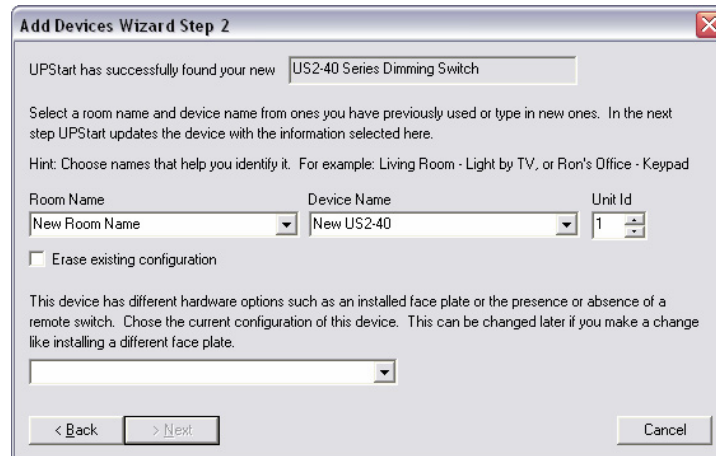 Add Devices Wizard Step 2
UPStart has successfully found your new US2-40 Series Dimming Switch
Select a room name and device name from ones you have previously used or type in new ones. In the next
step UPStart updates the device with the information selected here.
Hint: Choose names that help you identify it. For example: Living Room - Light by TV, or Ron's Office - Keypad
Room Name Device Name Unit Id
New Room Name New US2-40 1
Erase existing configuration
This device has different hardware options such as an installed face plate or the presence or absence of a
remote switch. Chose the current configuration of this device. This can be changed later if you make a change
like installing a different face plate.
< Back > Next Cancel